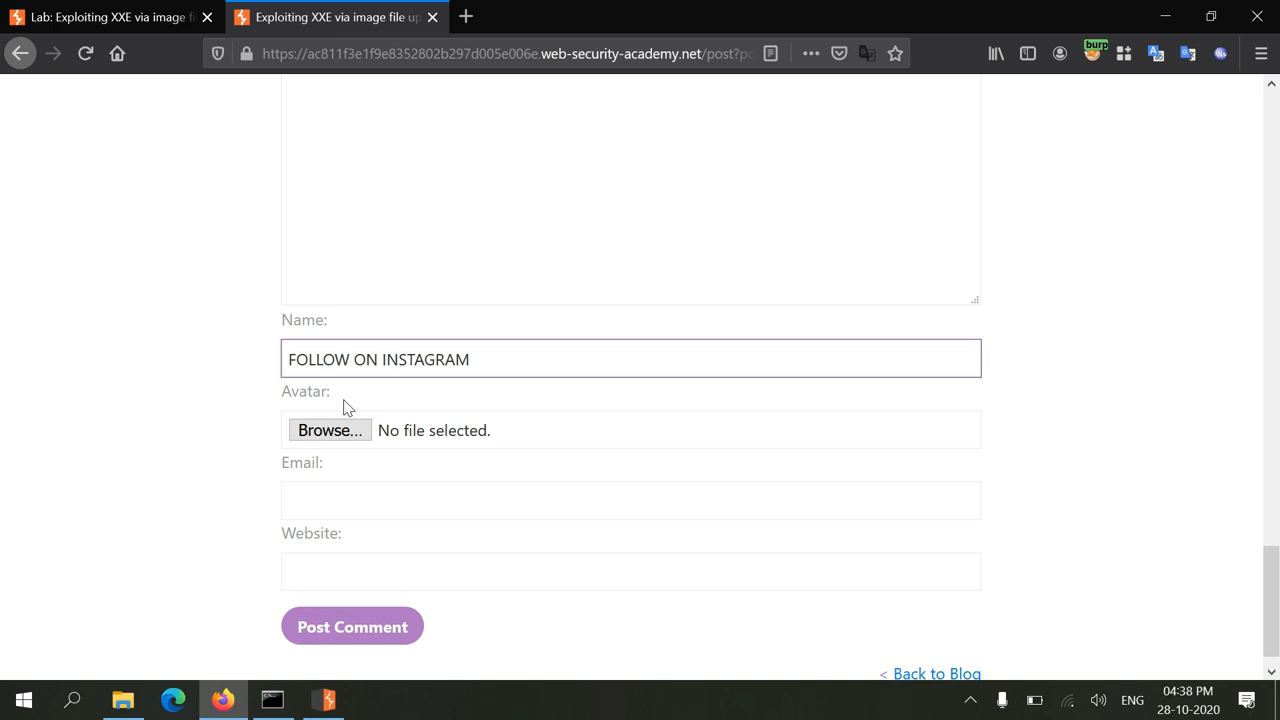 Lab: Exploiting XXE via image fi
Exploiting XXE via image file up
https://ac811f3e1f9e8352802b297d005e006e.web-security-academy.net/post?pc
burp
Name:
FOLLOW ON INSTAGRAM
Avatar:
Browse... No file selected.
Email:
Website:
Post Comment
< Back to Blog
ENG
04:38 PM
28-10-2020